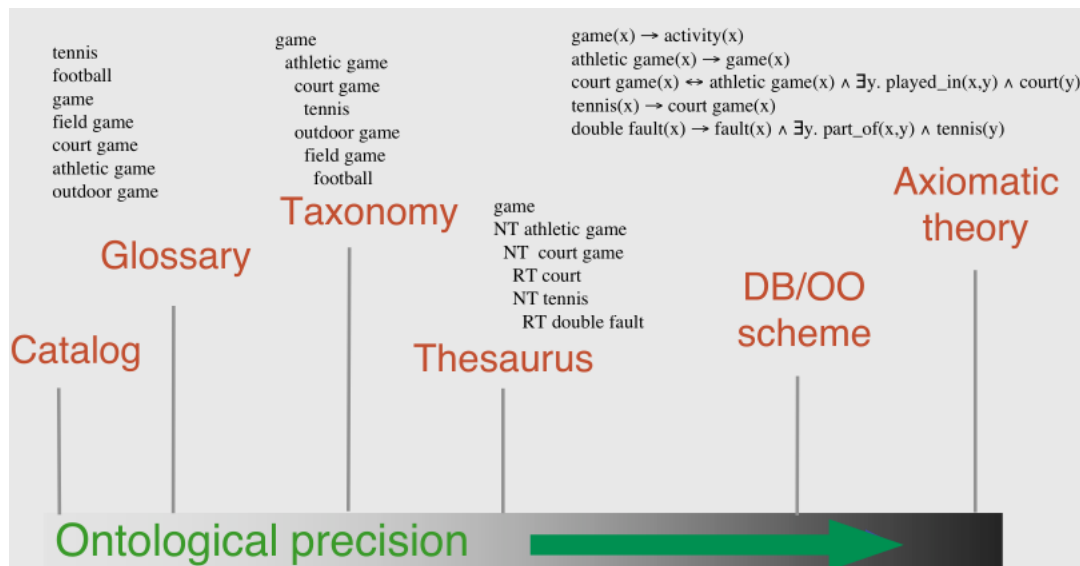 tennis
football
game
field game
court game
athletic game
outdoor game
game
athletic game
court game
tennis
outdoor game
field game
football
game(x) → activity(x)
athletic game(x) → game(x)
court game(x) ↔ athletic game(x) ∧ ∃y. played_in(x,y) ∧ court(y)
tennis(x) → court game(x)
double fault(x) → fault(x) ∧ ∃y. part_of(x,y) ∧ tennis(y)
game
NT athletic game
NT court game
RT court
NT tennis
RT double fault
Catalog
Glossary
Taxonomy
Thesaurus
DB/OO
scheme
Axiomatic
theory
Ontological precision